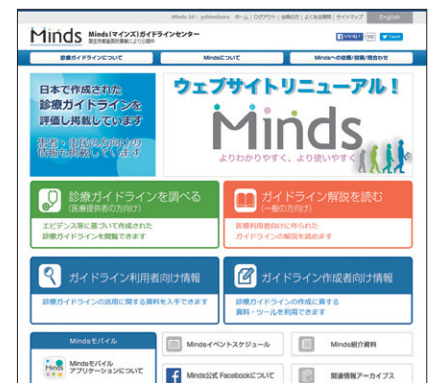 Minds Id : yoshinohara ホーム | ログアウト | 会員の方 | よくある質問 | サイトマップ English
Minds Minds(マインズ)ガイドラインセンター
厚生労働省委託事業により公開中
診療ガイドラインについて Mindsについて Mindsへの依頼/投稿/問合わせ
日本で作成された
診療ガイドラインを
評価し掲載しています
患者・市民の方向けの
情報も掲載しています
ウェブサイトリニューアル!
Minds
よりわかりやすく、より使いやすく
診療ガイドラインを調べる
(医療提供者の方向け)
エビデンス等に基づいて作成された
診療ガイドラインを閲覧できます
ガイドライン解説を読む
(一般の方向け)
医療利用者向けに作られた
ガイドラインの解説を読めます
ガイドライン利用者向け情報
診療ガイドラインの活用に関する資料を入手できます
ガイドライン作成者向け情報
診療ガイドラインの作成に資する
資料・ツールを利用できます
Mindsモバイル
Minds
Mindsモバイル
アプリケーションについて
Mindsイベントスケジュール
Minds紹介資料
Minds公式 Facebookについて
関連情報アーカイブス